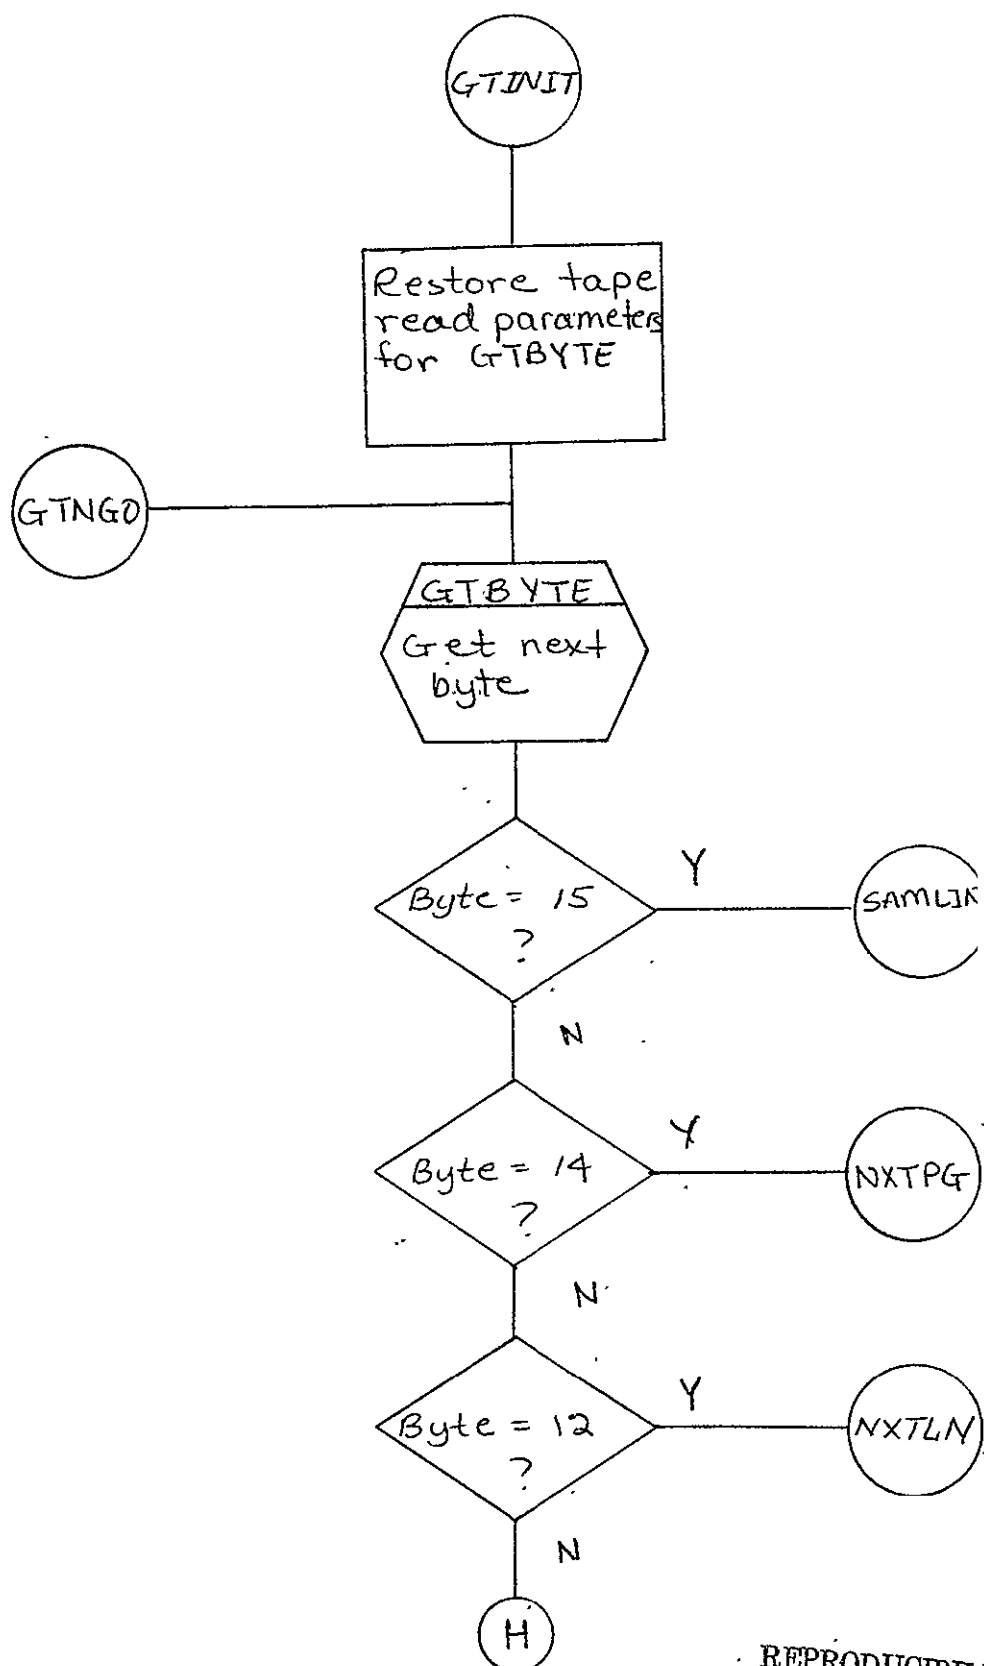 GTINIT
Restore tape
read parameters
for GTBYTE
GTNGO
GTBYTE
Get next
byte
Byte = 15
?
Y
SAMLIN
N
Byte = 14
?
Y
NXTPG
N
Byte = 12
?
Y
NXTLN
N
H